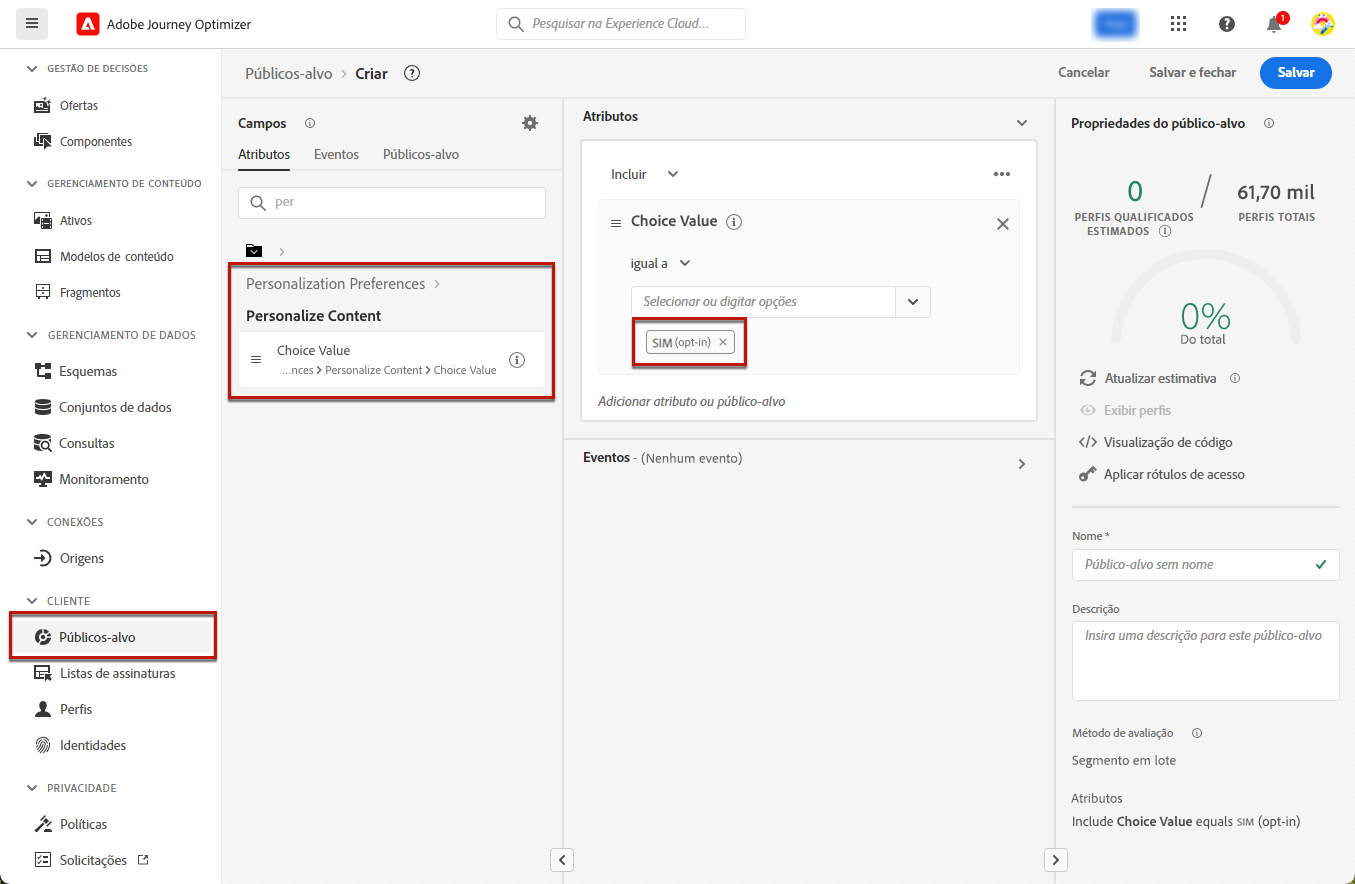 Adobe Journey Optimizer
Pesquisar na Experience Cloud...
1
GESTÃO DE DECISÕES
Ofertas
Componentes
GERENCIAMENTO DE CONTEÚDO
Ativos
Modelos de conteúdo
Fragmentos
GERENCIAMENTO DE DADOS
Esquemas
Conjuntos de dados
Consultas
Monitoramento
CONEXÕES
Origens
CLIENTE
Públicos-alvo
Listas de assinaturas
Perfis
Identidades
PRIVACIDADE
Políticas
Solicitações
Públicos-alvo > Criar
Cancelar
Salvar e fechar
Salvar
Campos
Atributos Eventos Públicos-alvo
per
Personalization Preferences >
Personalize Content
Choice Value
...nces > Personalize Content > Choice Value
Atributos
Incluir
Choice Value
igual a
Selecionar ou digitar opções
SIM (opt-in)
Adicionar atributo ou público-alvo
Eventos - (Nenhum evento)
Propriedades do público-alvo
0 / 61,70 mil
PERFIS QUALIFICADOS ESTIMADOS
PERFIS TOTAIS
0%
Do total
Atualizar estimativa
Exibir perfis
Visualização de código
Aplicar rótulos de acesso
Nome *
Público-alvo sem nome
Descrição
Insira uma descrição para este público-alvo
Método de avaliação
Segmento em lote
Atributos
Include Choice Value equals SIM (opt-in)